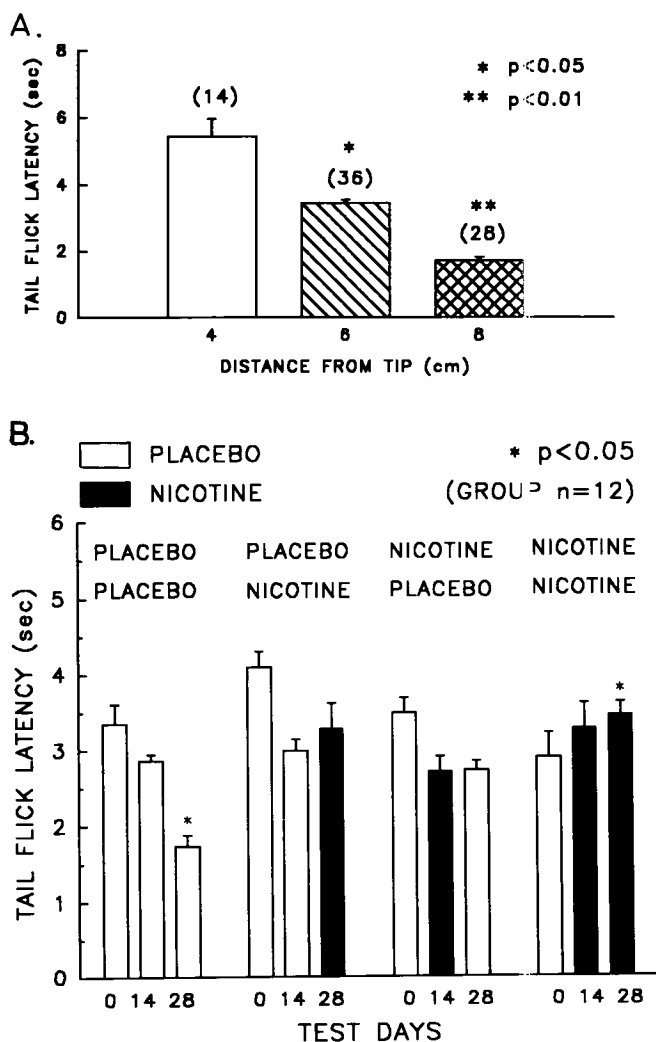 A.
TAIL FLICK LATENCY (sec)
8
6
4
2
0
(14)
*
(36)
**
(28)
* p<0.05
** p<0.01
4 6 8
DISTANCE FROM TIP (cm)
B.
PLACEBO
NICOTINE
* p<0.05
(GROUP n=12)
PLACEBO PLACEBO NICOTINE NICOTINE
PLACEBO NICOTINE PLACEBO NICOTINE
TAIL FLICK LATENCY (sec)
6
5
4
3
2
1
0
*
*
0 14 28 0 14 28 0 14 28 0 14 28
TEST DAYS